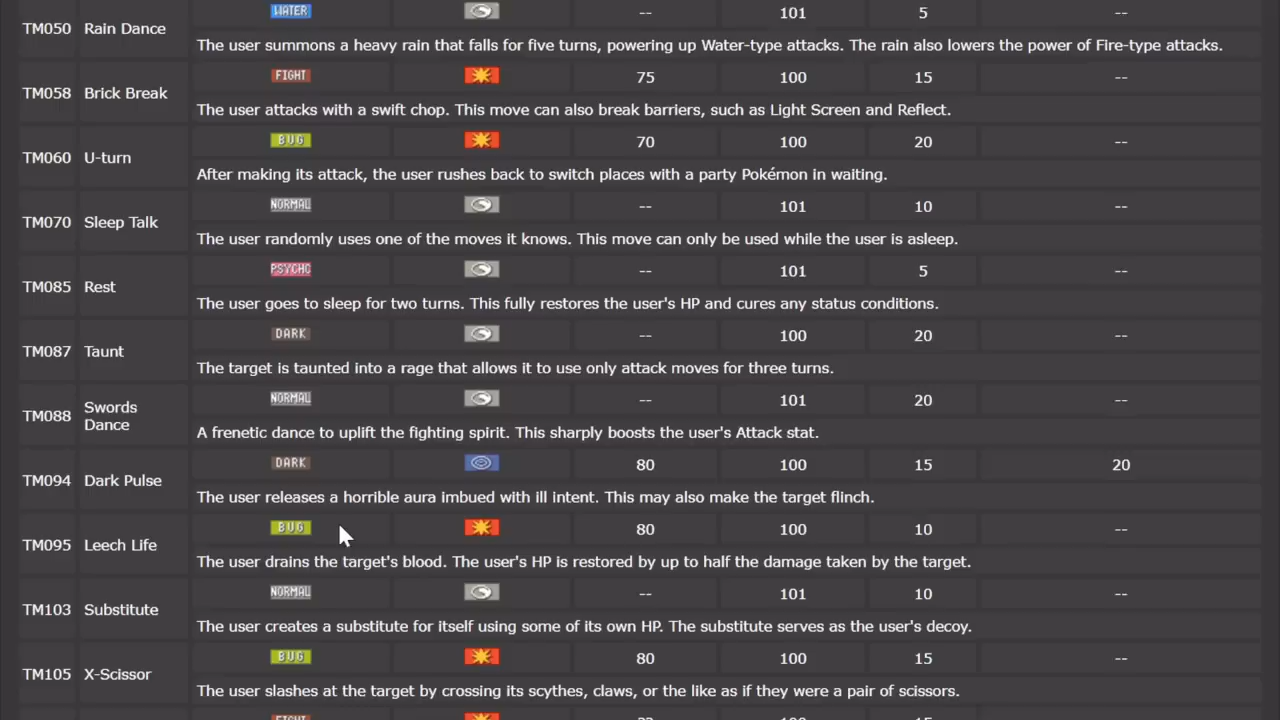 WATER -- 101 5 --
TM050 Rain Dance
The user summons a heavy rain that falls for five turns, powering up Water-type attacks. The rain also lowers the power of Fire-type attacks.
FIGHT 75 100 15 --
TM058 Brick Break
The user attacks with a swift chop. This move can also break barriers, such as Light Screen and Reflect.
BUG 70 100 20 --
TM060 U-turn
After making its attack, the user rushes back to switch places with a party Pokémon in waiting.
NORMAL -- 101 10 --
TM070 Sleep Talk
The user randomly uses one of the moves it knows. This move can only be used while the user is asleep.
PSYCHC -- 101 5 --
TM085 Rest
The user goes to sleep for two turns. This fully restores the user's HP and cures any status conditions.
DARK -- 100 20 --
TM087 Taunt
The target is taunted into a rage that allows it to use only attack moves for three turns.
NORMAL -- 101 20 --
TM088 Swords Dance
A frenetic dance to uplift the fighting spirit. This sharply boosts the user's Attack stat.
DARK 80 100 15 20
TM094 Dark Pulse
The user releases a horrible aura imbued with ill intent. This may also make the target flinch.
BUG 80 100 10 --
TM095 Leech Life
The user drains the target's blood. The user's HP is restored by up to half the damage taken by the target.
NORMAL -- 101 10 --
TM103 Substitute
The user creates a substitute for itself using some of its own HP. The substitute serves as the user's decoy.
BUG 80 100 15 --
TM105 X-Scissor
The user slashes at the target by crossing its scythes, claws, or the like as if they were a pair of scissors.